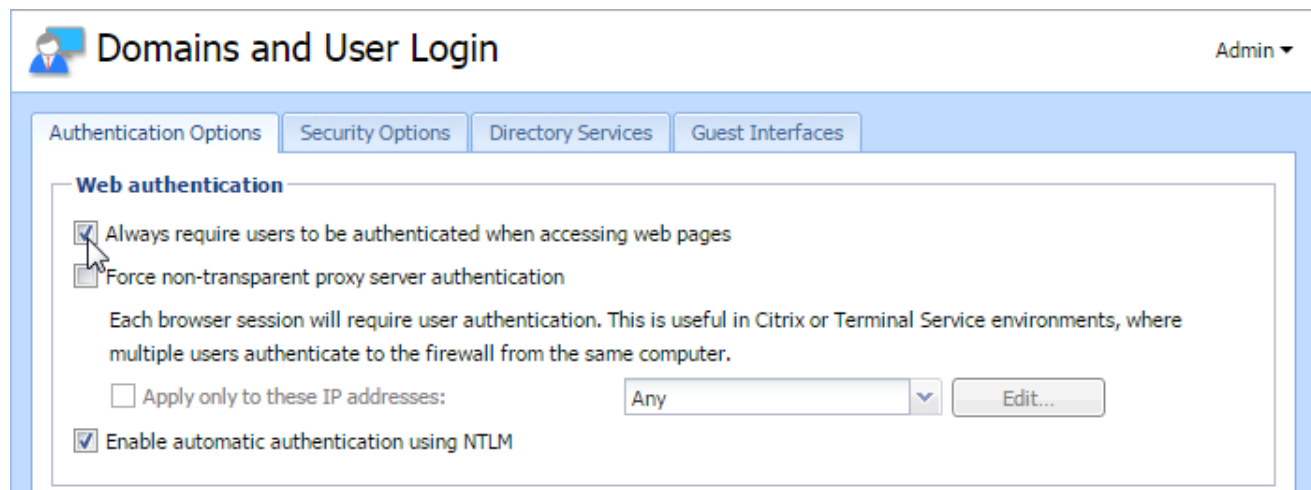 Domains and User Login
Admin
Authentication Options
Security Options
Directory Services
Guest Interfaces
Web authentication
Always require users to be authenticated when accessing web pages
Force non-transparent proxy server authentication
Each browser session will require user authentication. This is useful in Citrix or Terminal Service environments, where
multiple users authenticate to the firewall from the same computer.
Apply only to these IP addresses:
Any
Edit...
Enable automatic authentication using NTLM